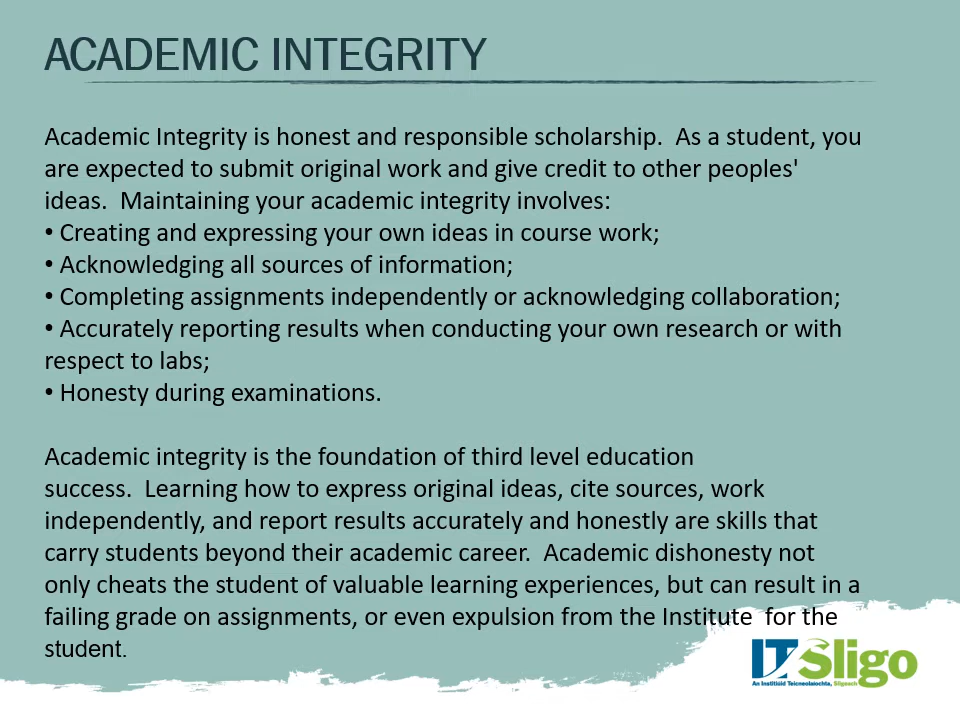 ACADEMIC INTEGRITY
Academic Integrity is honest and responsible scholarship.  As a student, you
are expected to submit original work and give credit to other peoples'
ideas.  Maintaining your academic integrity involves:
• Creating and expressing your own ideas in course work;
• Acknowledging all sources of information;
• Completing assignments independently or acknowledging collaboration;
• Accurately reporting results when conducting your own research or with
respect to labs;
• Honesty during examinations.
Academic integrity is the foundation of third level education
success.  Learning how to express original ideas, cite sources, work
independently, and report results accurately and honestly are skills that
carry students beyond their academic career.  Academic dishonesty not
only cheats the student of valuable learning experiences, but can result in a
failing grade on assignments, or even expulsion from the Institute  for the
student.
IT Sligo
An Institiúid Teicneolaíochta, Sligeach